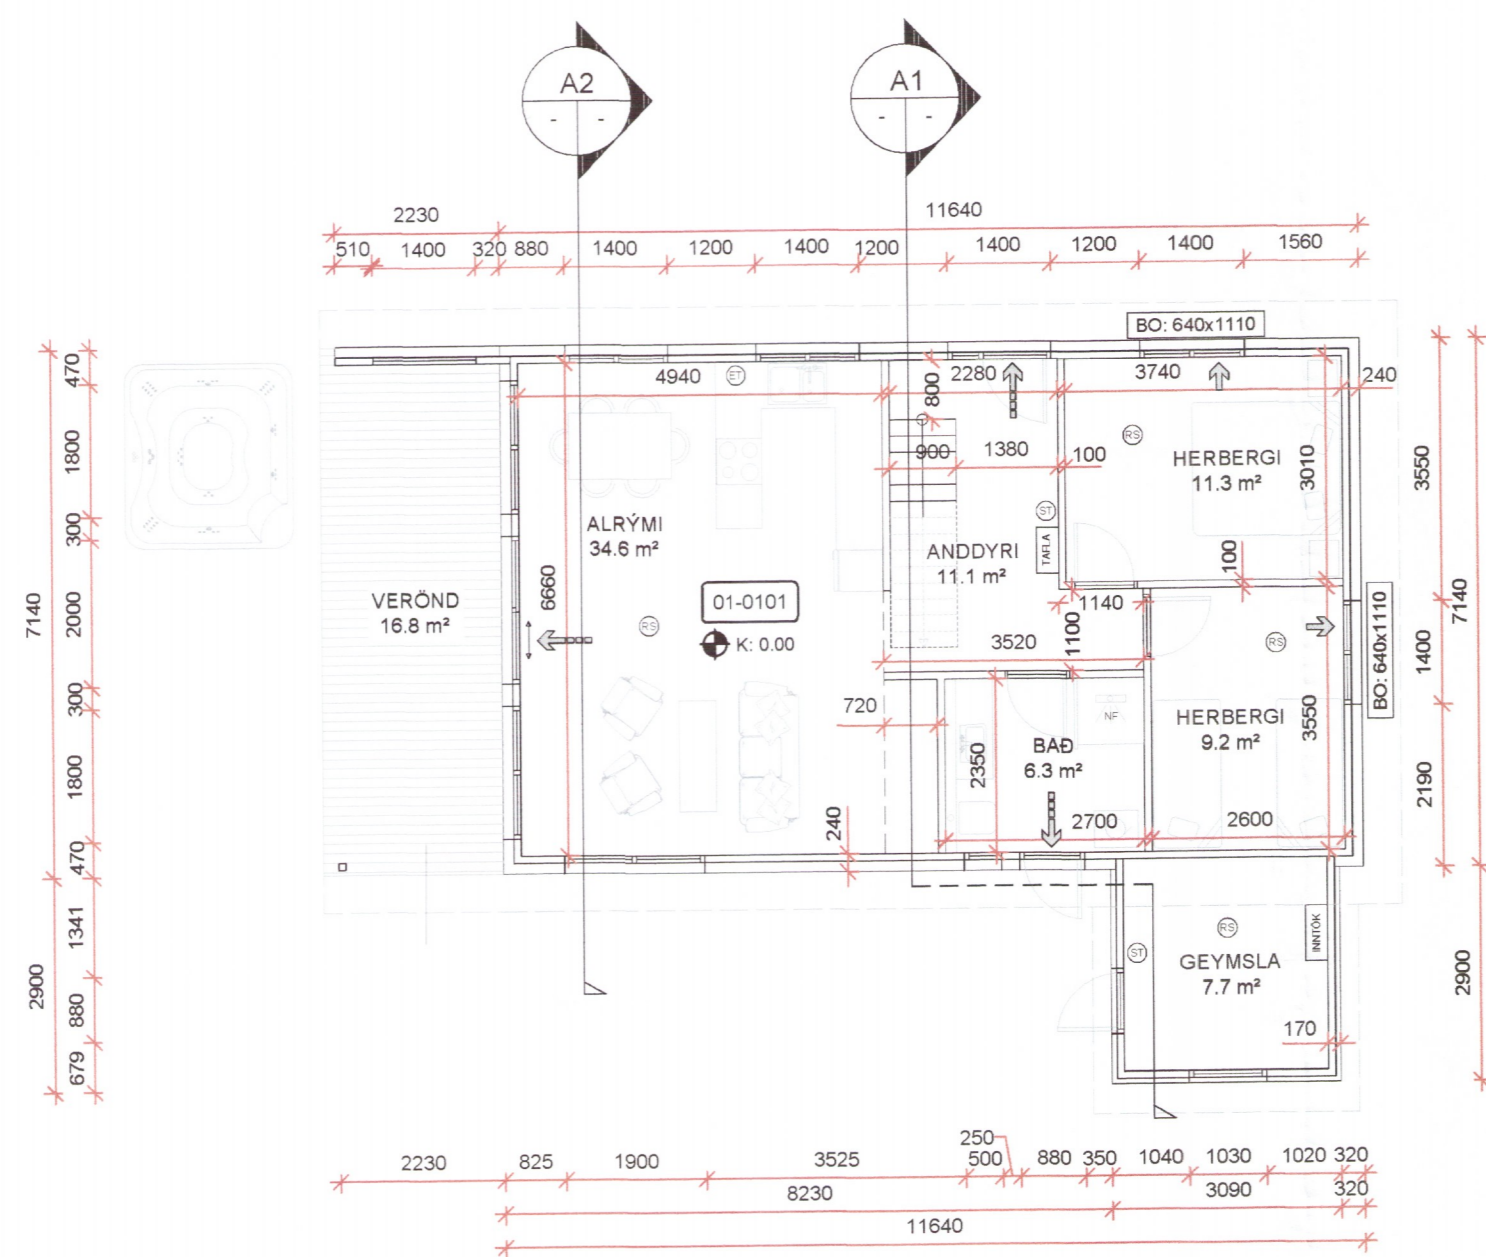 A2
- -
A1
- -
2230
11640
510 1400 320 880 1400 1200 1400 1200 1400 1200 1400 1560
BO: 640x1110
4940
ET
2280
3740
240
800
RS
900
1380
100
HERBERGI
11.3 m²
3010
ST
TAFLA
ALRÝMI
34.6 m²
ANDDYRI
11.1 m²
100
6660
01-0101
K: 0.00
RS
VERÖND
16.8 m²
1140
3520
1100
RS
BO: 640x1110
720
NF
HERBERGI
9.2 m²
3550
BAÐ
6.3 m²
2350
240
2700
2600
RS
ST
INNTÖK
GEYMSLA
7.7 m²
170
7140
2900
470
1800
300
2000
300
1800
470
1341
880
679
3550
1400
2190
7140
2900
250
2230 825 1900 3525 500 880 350 1040 1030 1020 320
8230 3090 320
11640